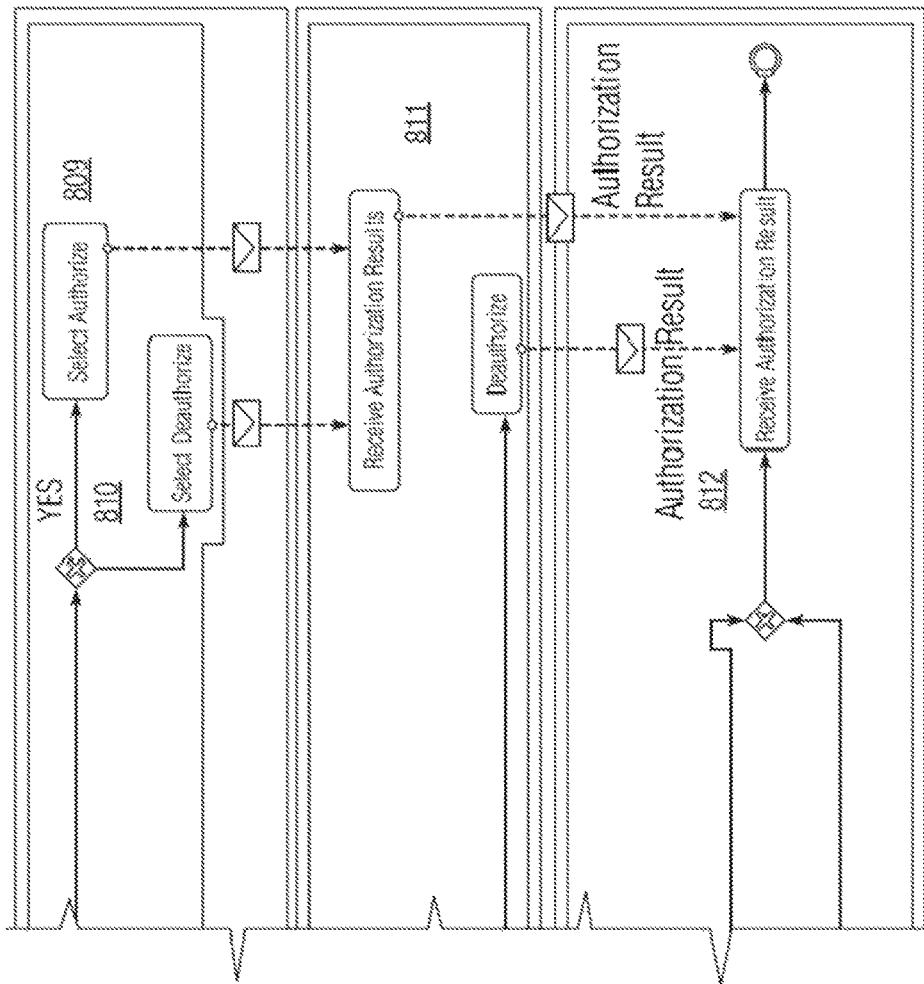 YES
809
Select Authorize
810
Select Deauthorize
811
Receive Authorization Results
Deauthorize
Authorization
Result
Authorization Result
812
Receive Authorization Result